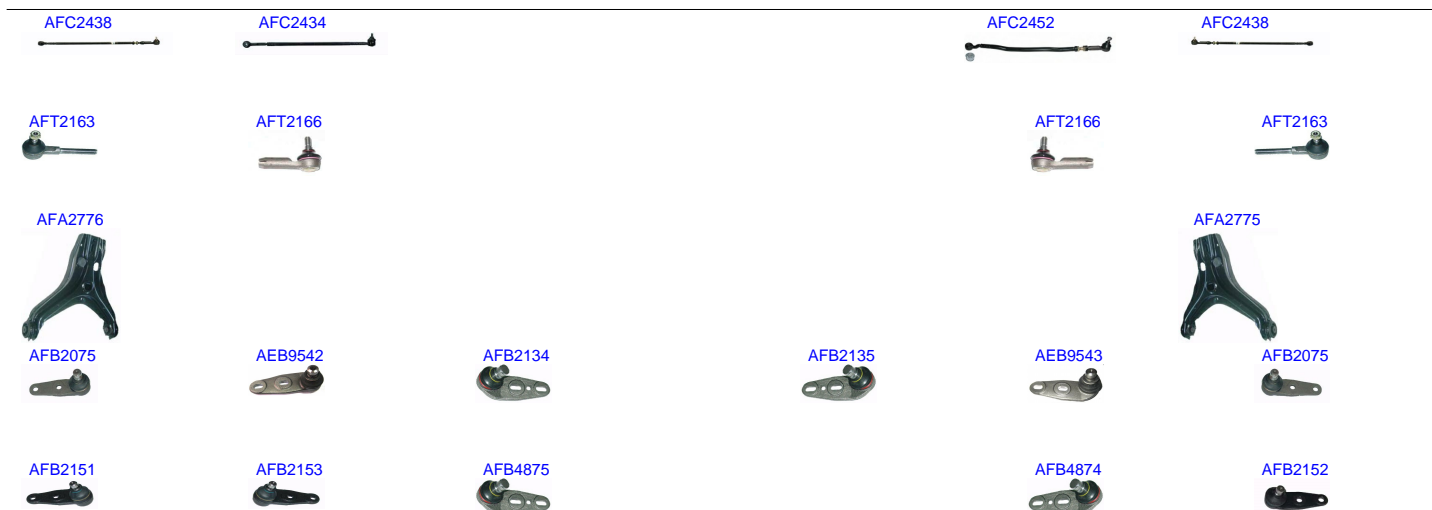 AFC2438 AFC2434 AFC2452 AFC2438
AFT2163 AFT2166 AFT2166 AFT2163
AFA2776 AFA2775
AFB2075 AEB9542 AFB2134 AFB2135 AEB9543 AFB2075
AFB2151 AFB2153 AFB4875 AFB4874 AFB2152